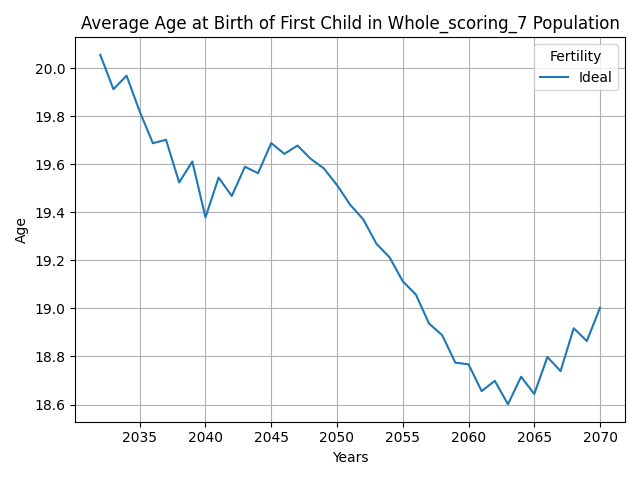 Average Age at Birth of First Child in Whole_scoring_7 Population
Fertility
Ideal
Age
20.0
19.8
19.6
19.4
19.2
19.0
18.8
18.6
2035 2040 2045 2050 2055 2060 2065 2070
Years